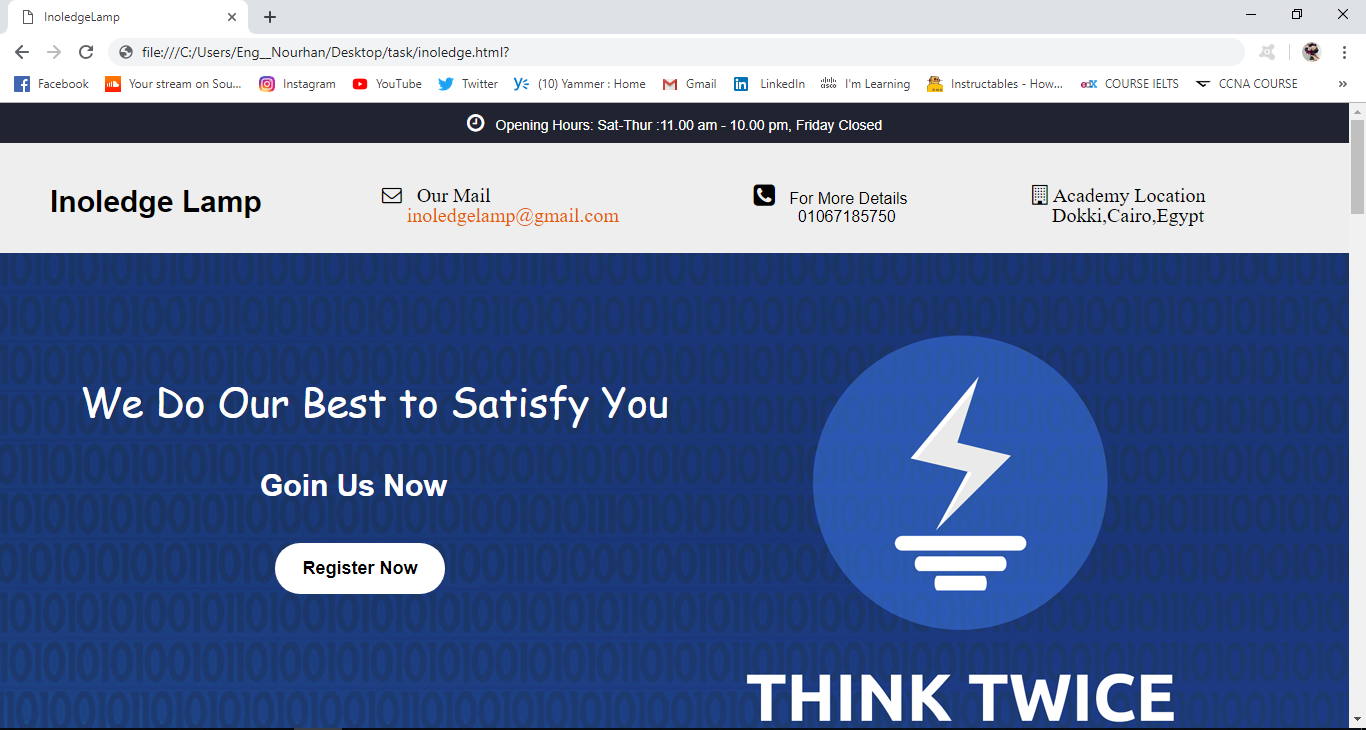 InoledgeLamp
file:///C:/Users/Eng__Nourhan/Desktop/task/inoledge.html?
Facebook Your stream on Sou... Instagram YouTube Twitter (10) Yammer : Home Gmail LinkedIn I'm Learning Instructables - How... edX COURSE IELTS CCNA COURSE »
Opening Hours: Sat-Thur :11.00 am - 10.00 pm, Friday Closed
Inoledge Lamp
Our Mail
inoledgelamp@gmail.com
For More Details
01067185750
Academy Location
Dokki,Cairo,Egypt
We Do Our Best to Satisfy You
Goin Us Now
Register Now
THINK TWICE